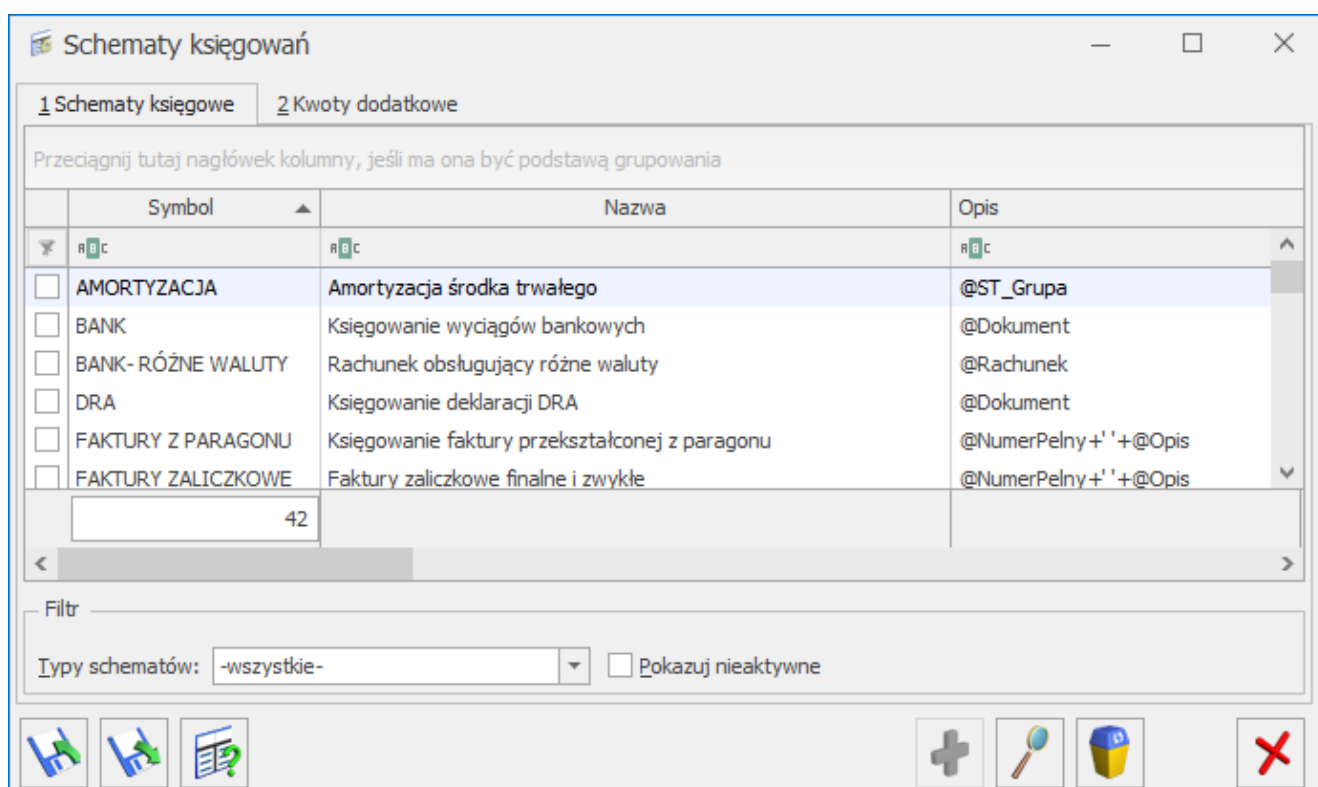 Schematy księgowań
1 Schematy księgowe 2 Kwoty dodatkowe
Przeciągnij tutaj nagłówek kolumny, jeśli ma ona być podstawą grupowania
Symbol Nazwa Opis
ABC ABC ABC
AMORTYZACJA Amortyzacja środka trwałego @ST_Grupa
BANK Księgowanie wyciągów bankowych @Dokument
BANK- RÓŻNE WALUTY Rachunek obsługujący różne waluty @Rachunek
DRA Księgowanie deklaracji DRA @Dokument
FAKTURY Z PARAGONU Księgowanie faktury przekształconej z paragonu @NumerPelny+' '+@Opis
FAKTURY ZALICZKOWE Faktury zaliczkowe finalne i zwykłe @NumerPelny+' '+@Opis
42
Filtr
Typy schematów: -wszystkie- Pokazuj nieaktywne